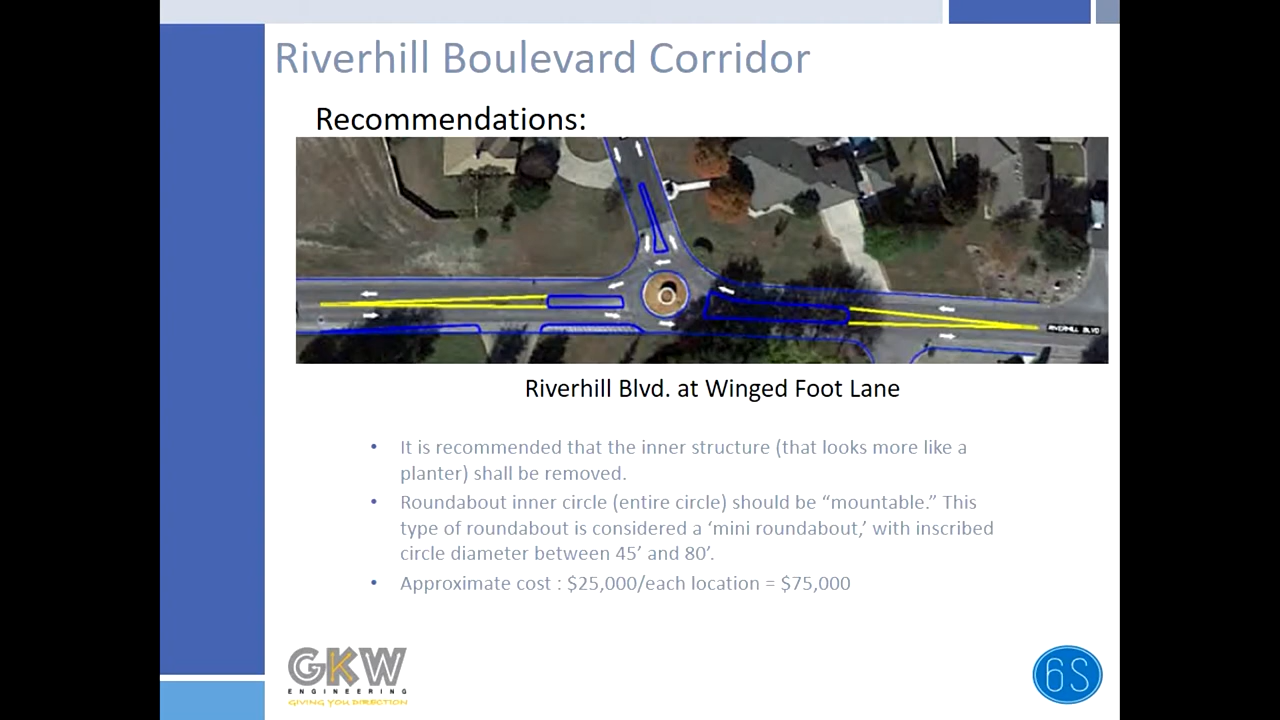 Riverhill Boulevard Corridor
Recommendations:
RIVERHILL BLVD
Riverhill Blvd. at Winged Foot Lane
• It is recommended that the inner structure (that looks more like a
planter) shall be removed.
• Roundabout inner circle (entire circle) should be “mountable.” This
type of roundabout is considered a ‘mini roundabout,’ with inscribed
circle diameter between 45’ and 80’.
• Approximate cost : $25,000/each location = $75,000
GKW
ENGINEERING
GIVING YOU DIRECTION
6S